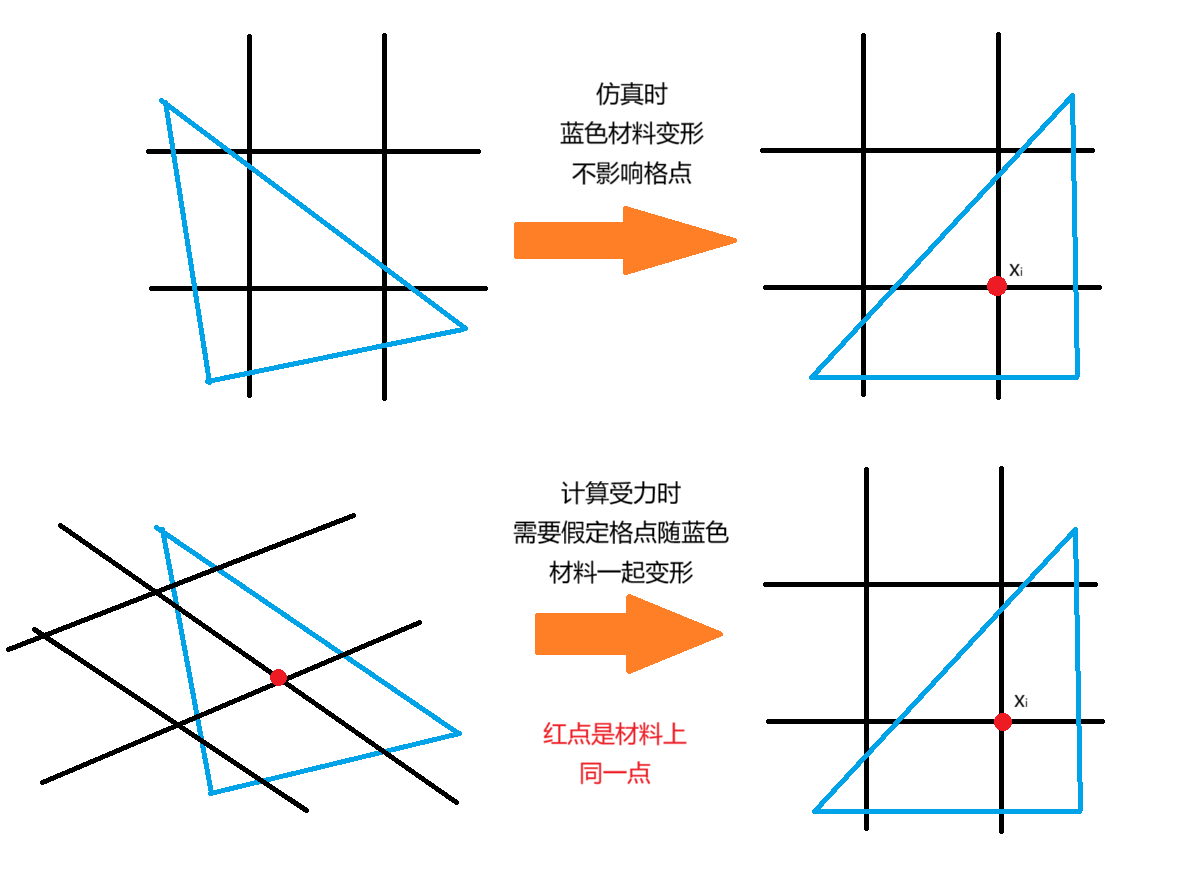 仿真时
蓝色材料变形
不影响格点
xᵢ
计算受力时
需要假定格点随蓝色
材料一起变形
xᵢ
红点是材料上
同一点